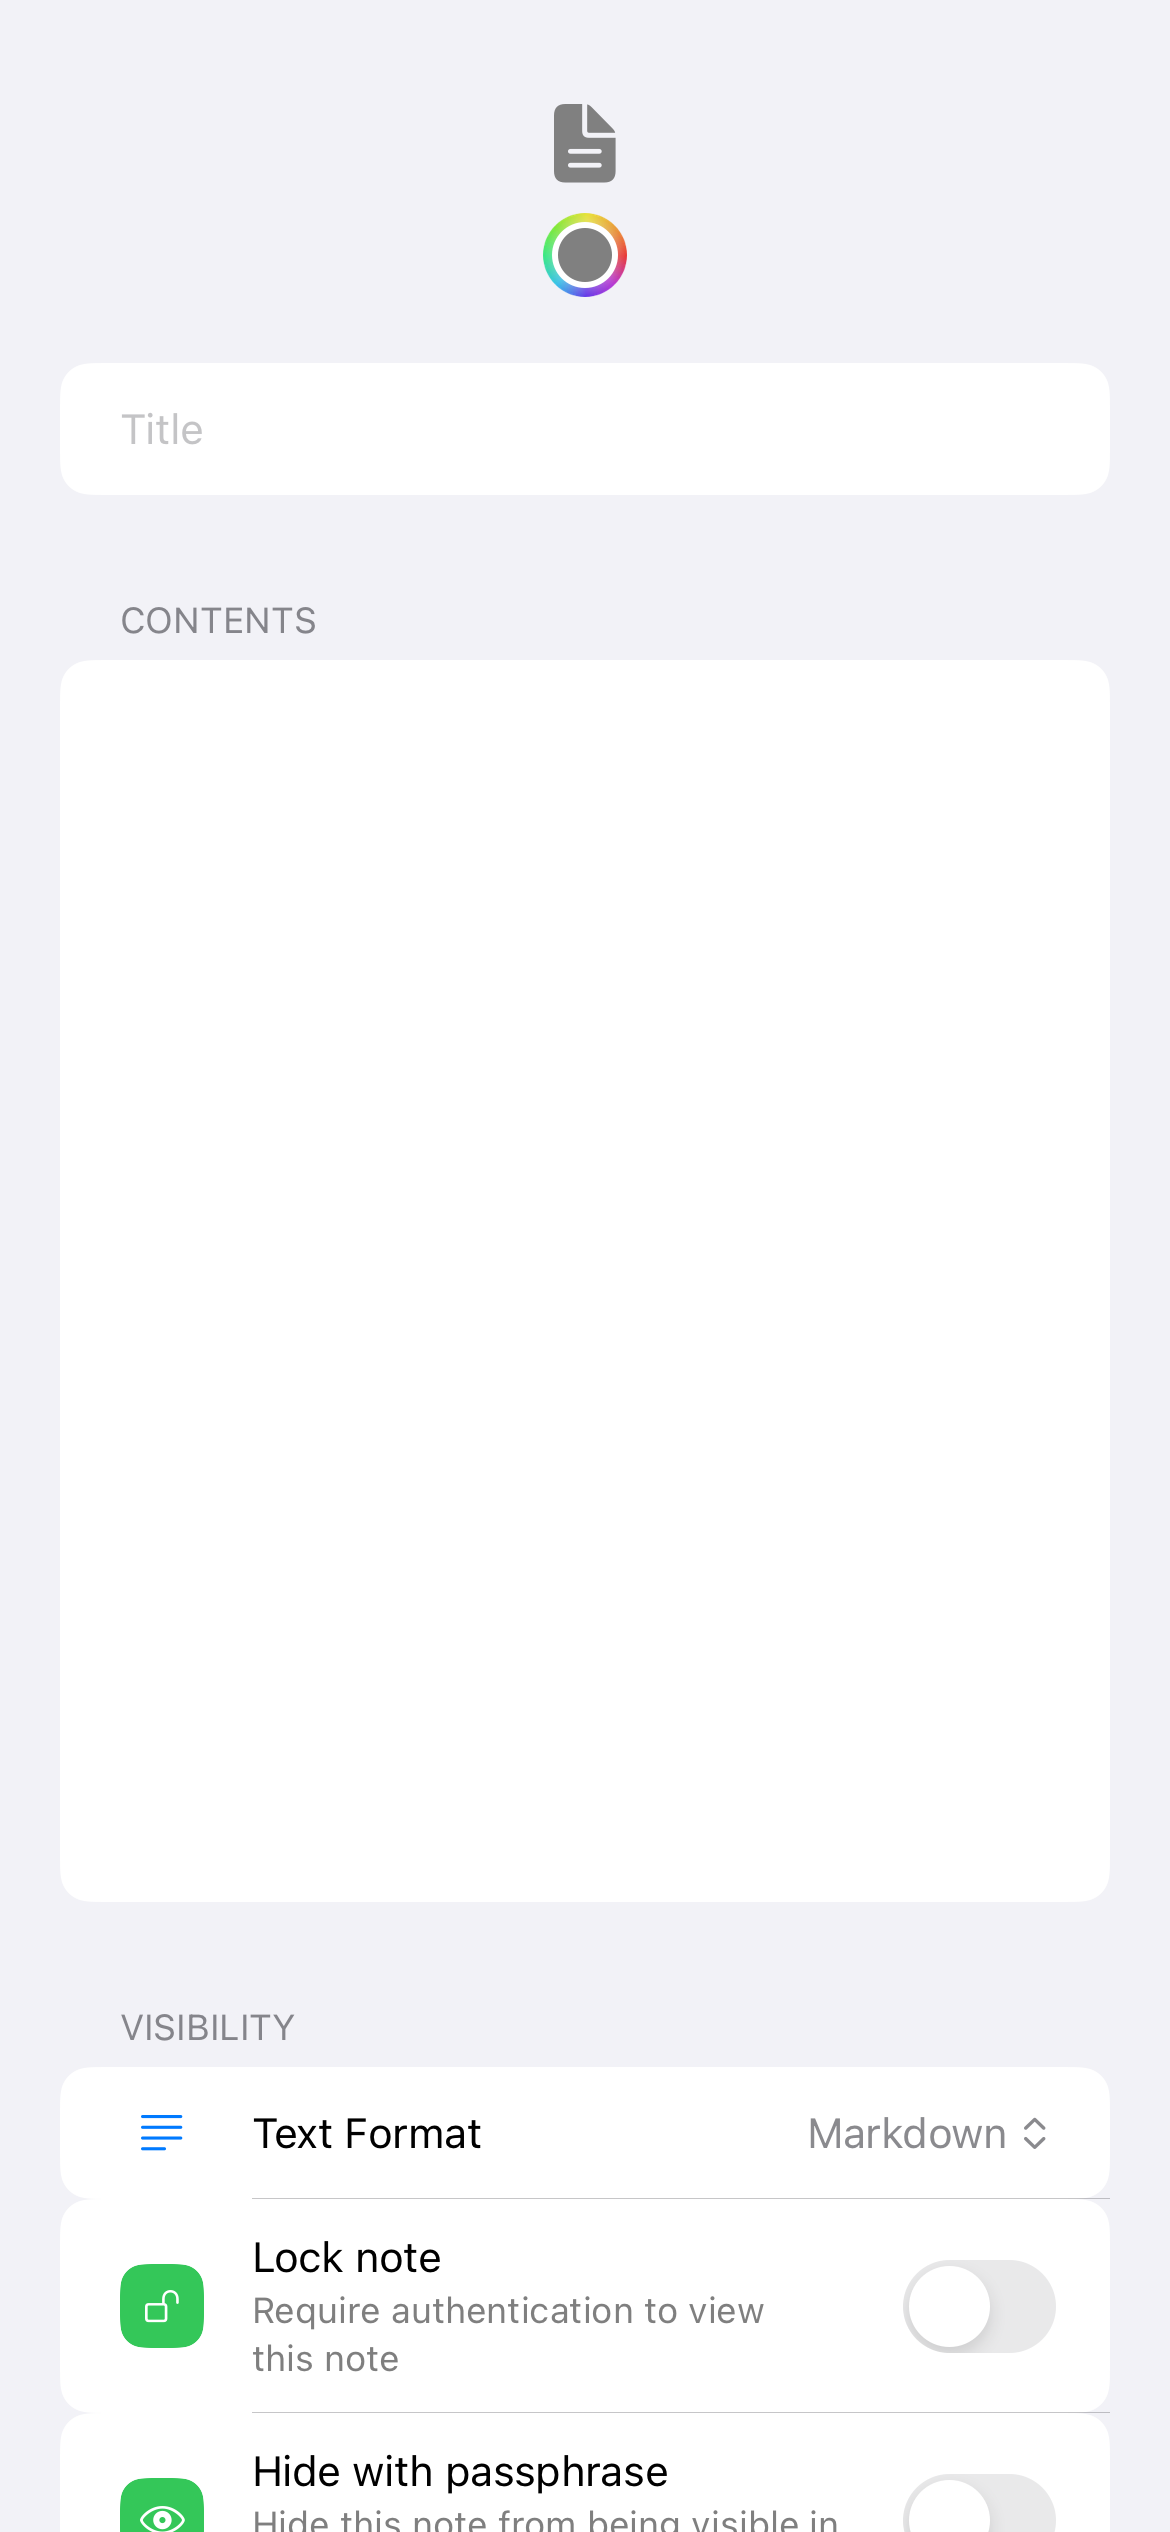 Title
CONTENTS
VISIBILITY
Text Format
Markdown
Lock note
Require authentication to view
this note
Hide with passphrase
Hide this note from being visible in